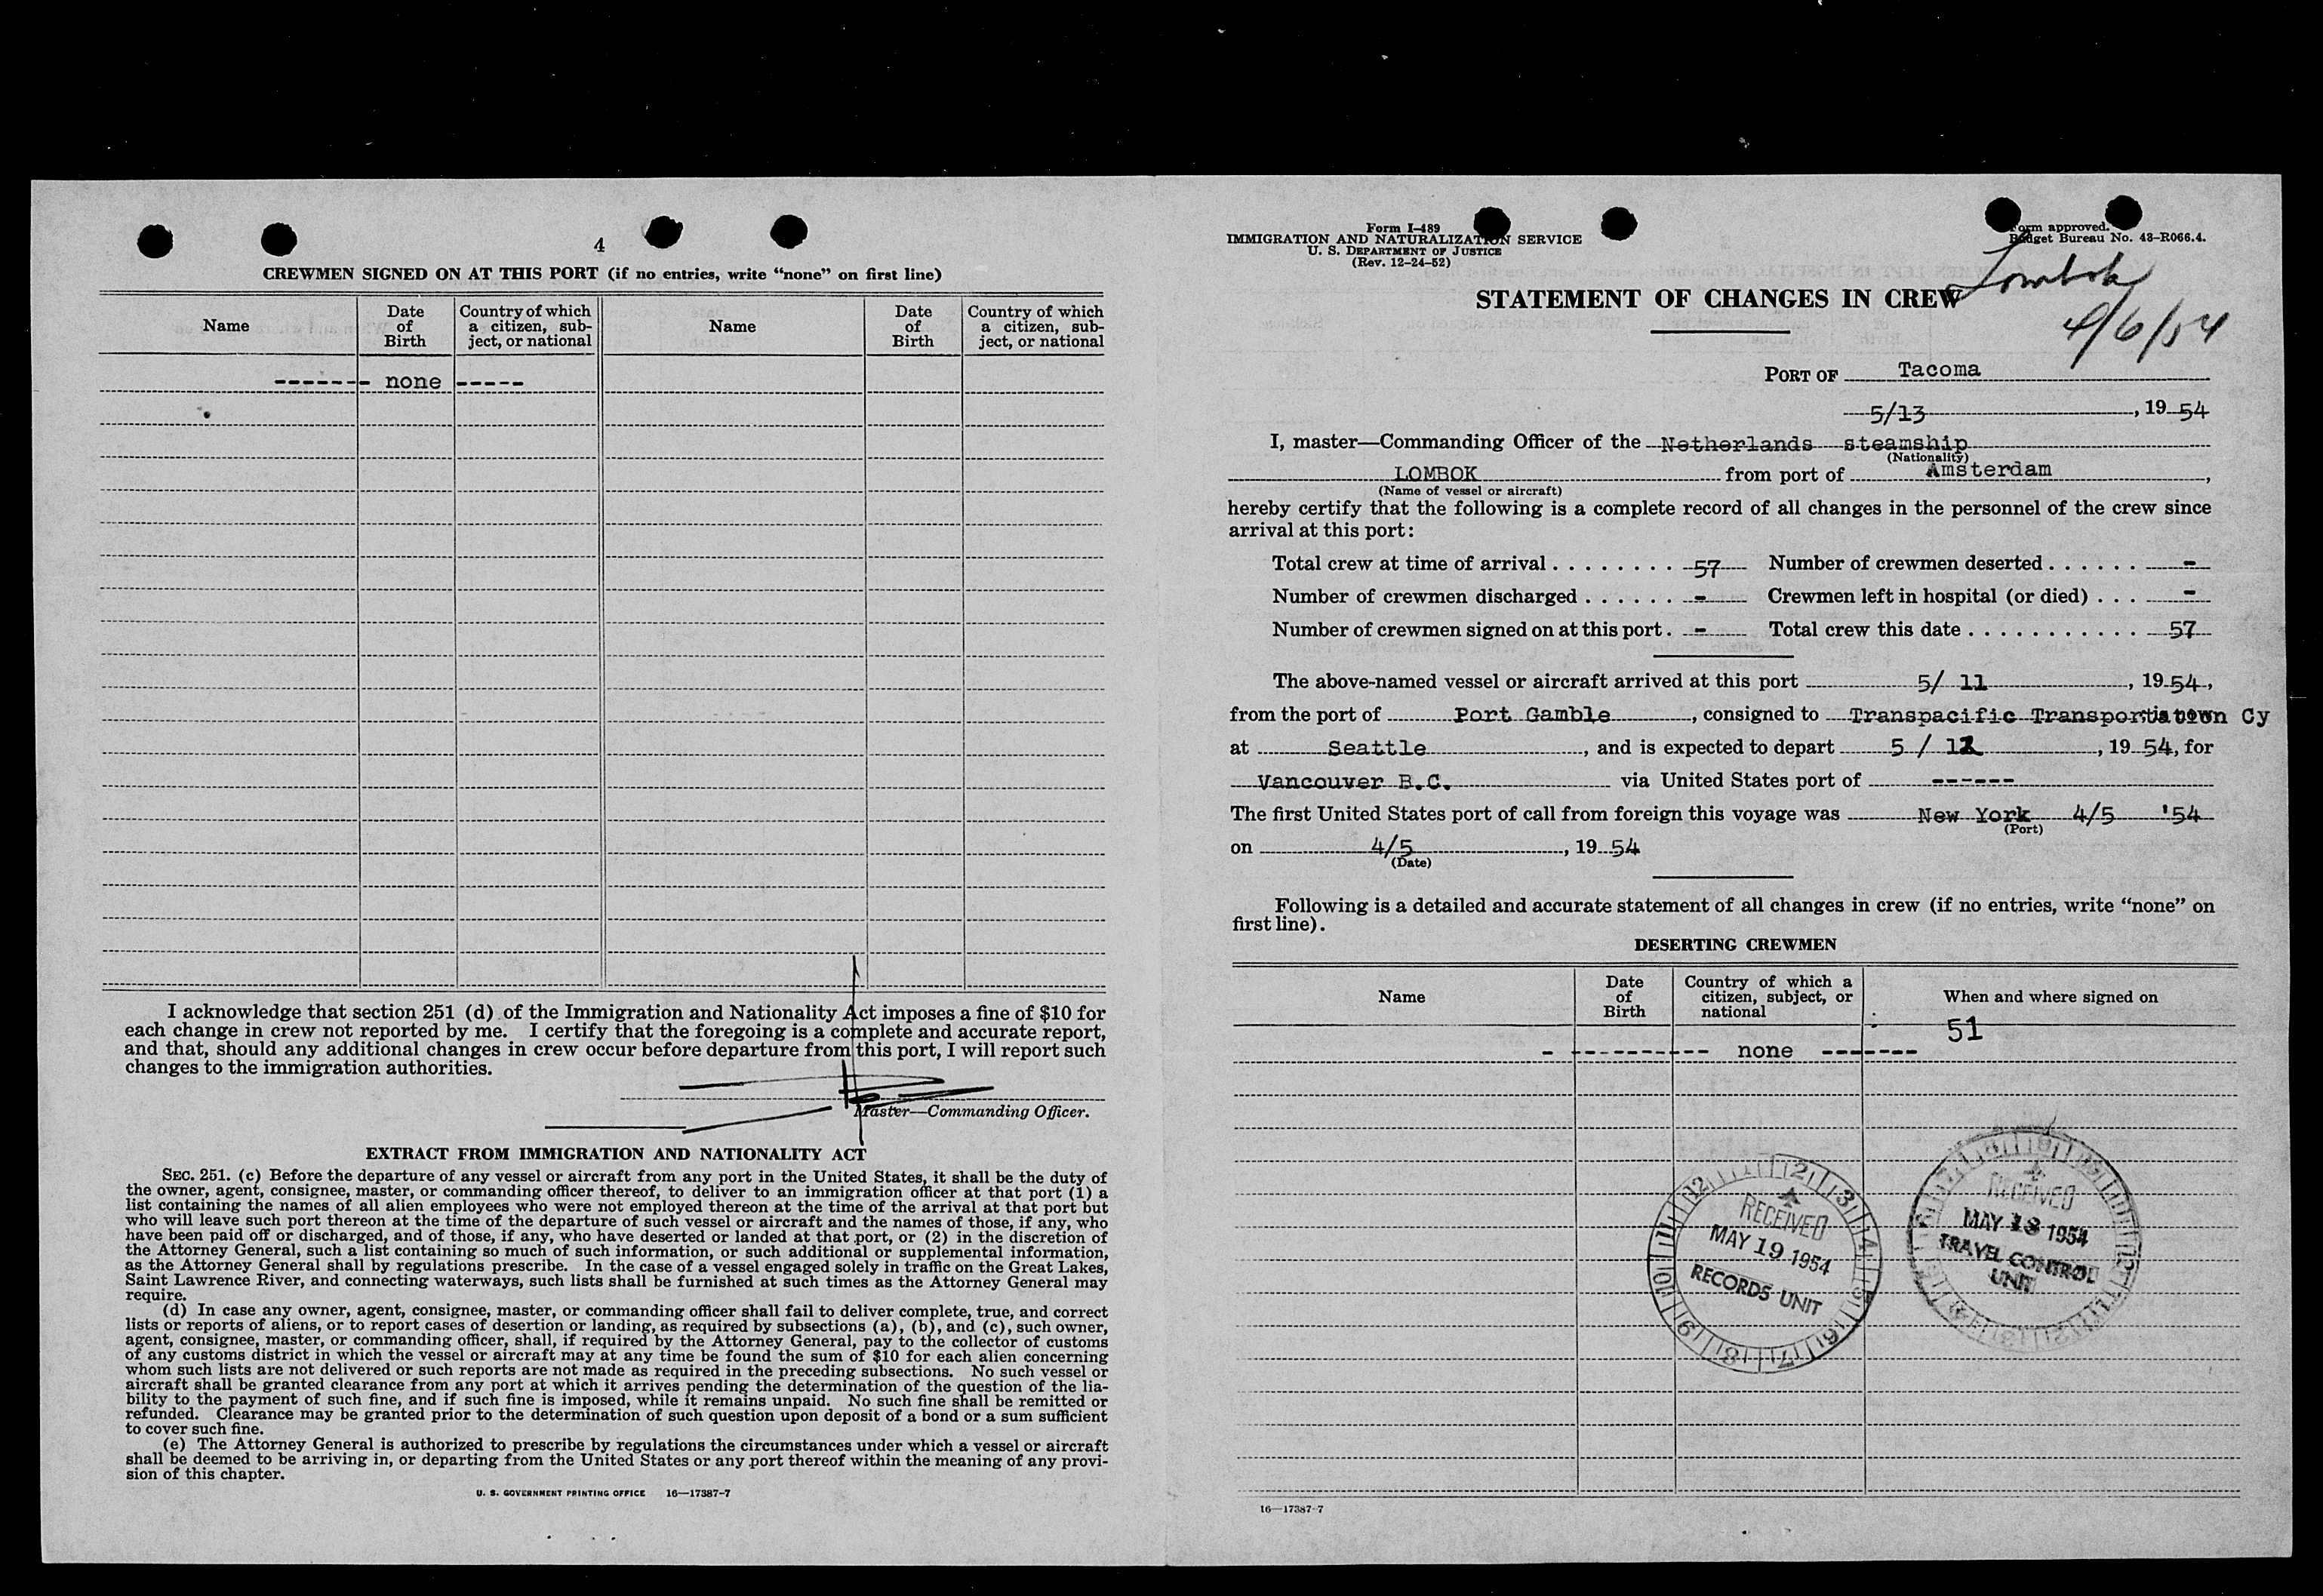 4
CREWMEN SIGNED ON AT THIS PORT (if no entries, write “none” on first line)
Name
Date of Birth
Country of which a citizen, subject, or national
Name
Date of Birth
Country of which a citizen, subject, or national
------- none -----
I acknowledge that section 251 (d) of the Immigration and Nationality Act imposes a fine of $10 for
each change in crew not reported by me. I certify that the foregoing is a complete and accurate report,
and that, should any additional changes in crew occur before departure from this port, I will report such
changes to the immigration authorities.
Master—Commanding Officer.
EXTRACT FROM IMMIGRATION AND NATIONALITY ACT
SEC. 251. (c) Before the departure of any vessel or aircraft from any port in the United States, it shall be the duty of
the owner, agent, consignee, master, or commanding officer thereof, to deliver to an immigration officer at that port (1) a
list containing the names of all alien employees who were not employed thereon at the time of the arrival at that port but
who will leave such port thereon at the time of the departure of such vessel or aircraft and the names of those, if any, who
have been paid off or discharged, and of those, if any, who have deserted or landed at that port, or (2) in the discretion of
the Attorney General, such a list containing so much of such information, or such additional or supplemental information,
as the Attorney General shall by regulations prescribe. In the case of a vessel engaged solely in traffic on the Great Lakes,
Saint Lawrence River, and connecting waterways, such lists shall be furnished at such times as the Attorney General may
require.
(d) In case any owner, agent, consignee, master, or commanding officer shall fail to deliver complete, true, and correct
lists or reports of aliens, or to report cases of desertion or landing, as required by subsections (a), (b), and (c), such owner,
agent, consignee, master, or commanding officer, shall, if required by the Attorney General, pay to the collector of customs
of any customs district in which the vessel or aircraft may at any time be found the sum of $10 for each alien concerning
whom such lists are not delivered or such reports are not made as required in the preceding subsections. No such vessel or
aircraft shall be granted clearance from any port at which it arrives pending the determination of the question of the lia-
bility to the payment of such fine, and if such fine is imposed, while it remains unpaid. No such fine shall be remitted or
refunded. Clearance may be granted prior to the determination of such question upon deposit of a bond or a sum sufficient
to cover such fine.
(e) The Attorney General is authorized to prescribe by regulations the circumstances under which a vessel or aircraft
shall be deemed to be arriving in, or departing from the United States or any port thereof within the meaning of any provi-
sion of this chapter.
U. S. GOVERNMENT PRINTING OFFICE 16—17387-7
Form I-489
IMMIGRATION AND NATURALIZATION SERVICE
U. S. DEPARTMENT OF JUSTICE
(Rev. 12-24-52)
Form approved.
Budget Bureau No. 43-R066.4.
Lombok
4/6/54
STATEMENT OF CHANGES IN CREW
PORT OF Tacoma
5/13, 19 54
I, master—Commanding Officer of the Netherlands steamship
(Nationality)
LOMBOK from port of Amsterdam,
(Name of vessel or aircraft)
hereby certify that the following is a complete record of all changes in the personnel of the crew since
arrival at this port:
Total crew at time of arrival . . . . . . . . 57 Number of crewmen deserted . . . . . . -
Number of crewmen discharged . . . . . . - Crewmen left in hospital (or died) . . . -
Number of crewmen signed on at this port . - Total crew this date . . . . . . . . . . . 57
The above-named vessel or aircraft arrived at this port 5/ 11, 19 54,
from the port of Port Gamble, consigned to Transpacific Transportation Cy
at Seattle, and is expected to depart 5 / 12, 19 54, for
Vancouver B.C. via United States port of ------
The first United States port of call from foreign this voyage was New York 4/5 '54
(Port)
on 4/5, 19 54
(Date)
Following is a detailed and accurate statement of all changes in crew (if no entries, write “none” on
first line).
DESERTING CREWMEN
Name
Date of Birth
Country of which a citizen, subject, or national
When and where signed on
51
- ---------- none -------
RECEIVED
MAY 19 1954
RECORDS UNIT
RECEIVED
MAY 18 1954
TRAVEL CONTROL
UNIT
16—17387-7